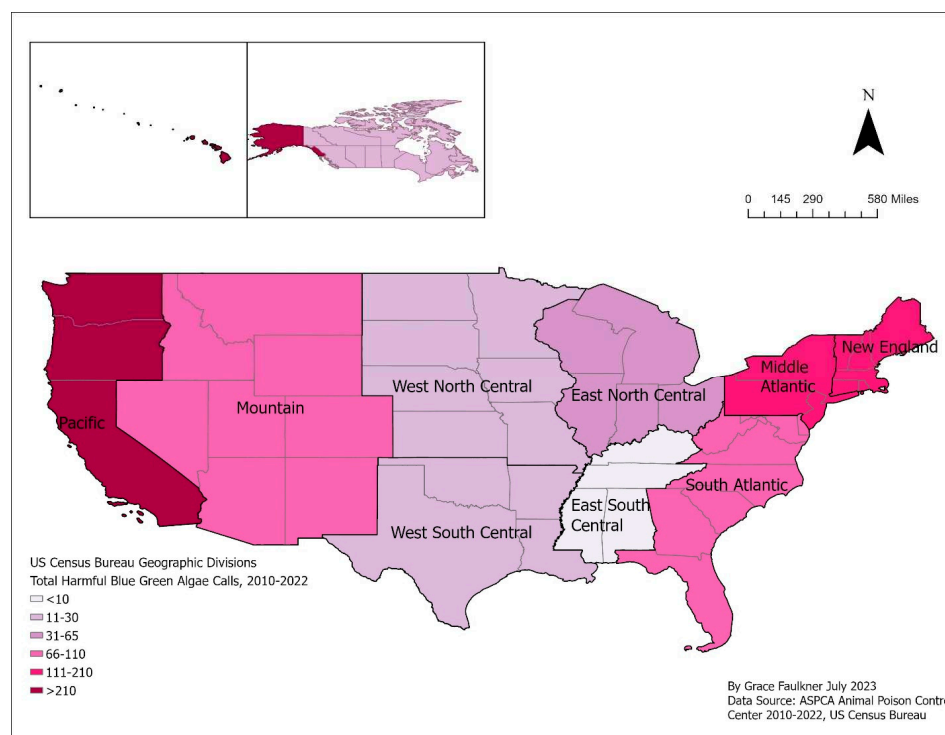 N
0 145 290 580 Miles
New England
Middle
Atlantic
West North Central
East North Central
Mountain
Pacific
South Atlantic
East South
Central
West South Central
US Census Bureau Geographic Divisions
Total Harmful Blue Green Algae Calls, 2010-2022
<10
11-30
31-65
66-110
111-210
>210
By Grace Faulkner July 2023
Data Source: ASPCA Animal Poison Contro
Center 2010-2022, US Census Bureau